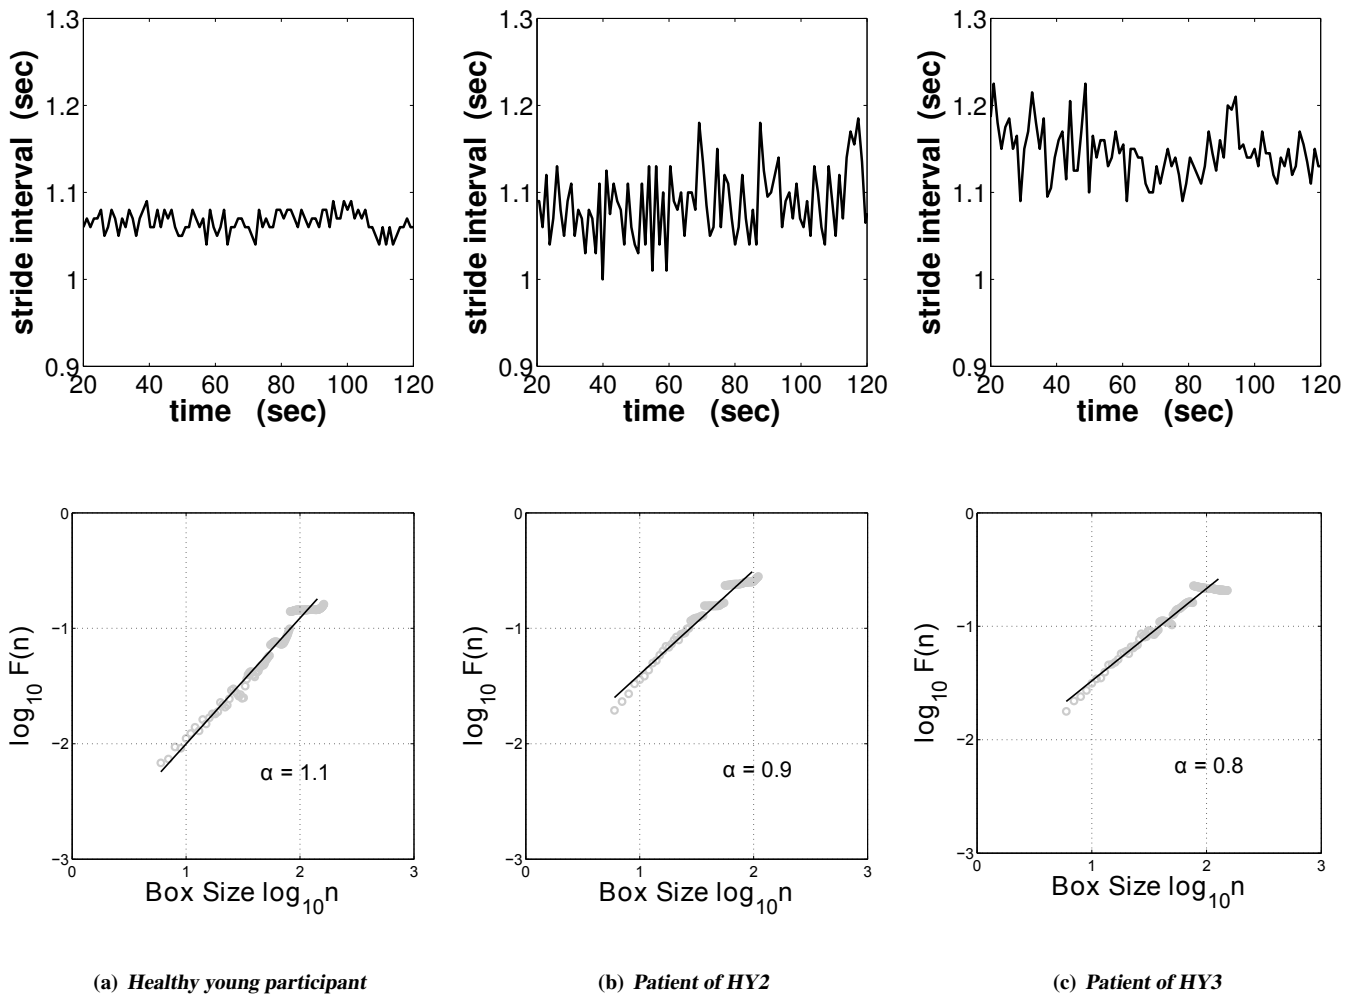 1.3
1.2
1.1
1
0.9
stride interval (sec)
20 40 60 80 100 120
time (sec)
1.3
1.2
1.1
1
0.9
stride interval (sec)
20 40 60 80 100 120
time (sec)
1.3
1.2
1.1
1
0.9
stride interval (sec)
20 40 60 80 100 120
time (sec)
0
−1
−2
−3
log10 F(n)
α = 1.1
0 1 2 3
Box Size log10n
0
−1
−2
−3
log10 F(n)
α = 0.9
0 1 2 3
Box Size log10n
0
−1
−2
−3
log10 F(n)
α = 0.8
0 1 2 3
Box Size log10n
(a) Healthy young participant
(b) Patient of HY2
(c) Patient of HY3